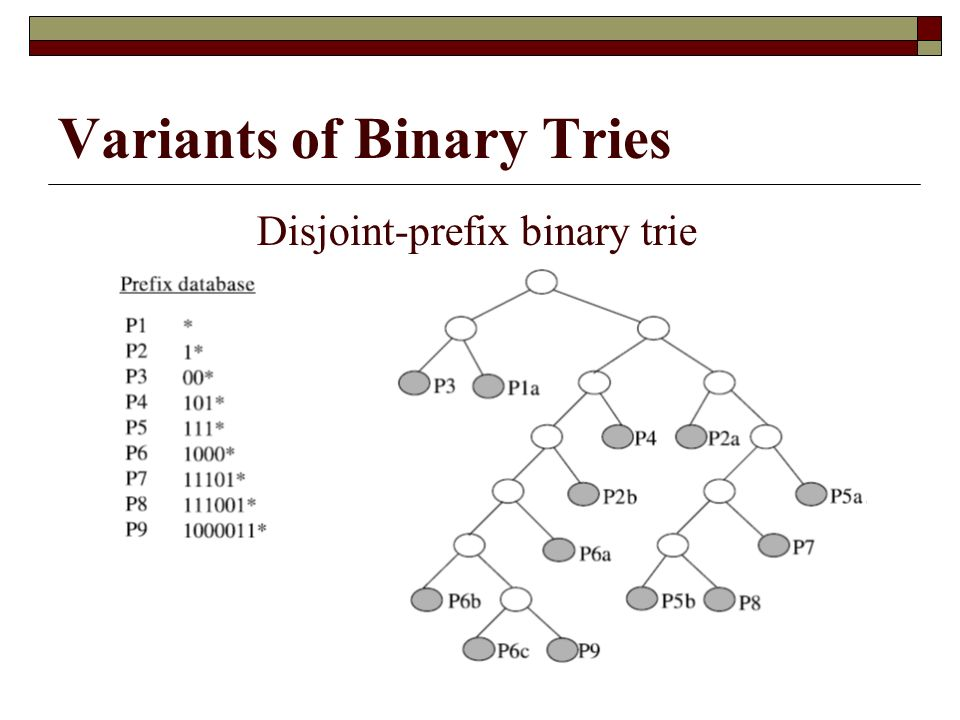 Variants of Binary Tries
Disjoint-prefix binary trie
Prefix database
P1 *
P2 1*
P3 00*
P4 101*
P5 111*
P6 1000*
P7 11101*
P8 111001*
P9 1000011*
P3 P1a
P4 P2a
P2b P5a
P6a P7
P6b P5b P8
P6c P9